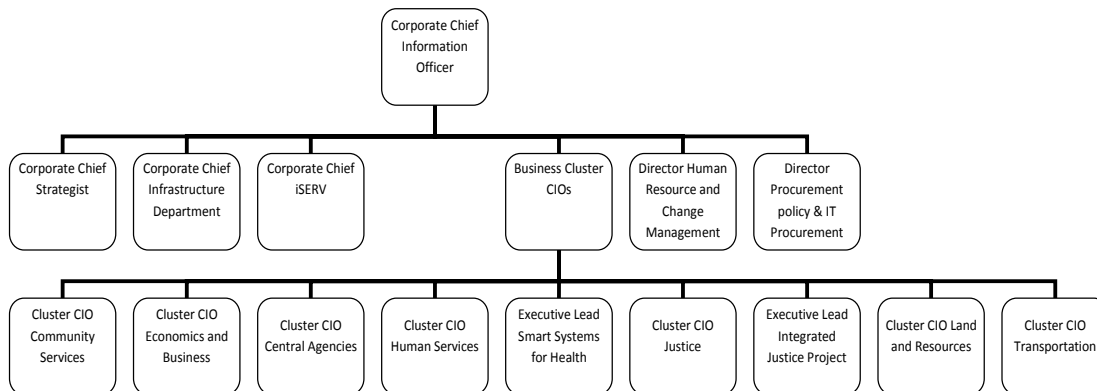 Corporate Chief
Information
Officer
Corporate Chief
Strategist
Corporate Chief
Infrastructure
Department
Corporate Chief
iSERV
Business Cluster
CIOs
Director Human
Resource and
Change
Management
Director
Procurement
policy & IT
Procurement
Cluster CIO
Community
Services
Cluster CIO
Economics and
Business
Cluster CIO
Central Agencies
Cluster CIO
Human Services
Executive Lead
Smart Systems
for Health
Cluster CIO
Justice
Executive Lead
Integrated
Justice Project
Cluster CIO Land
and Resources
Cluster CIO
Transportation